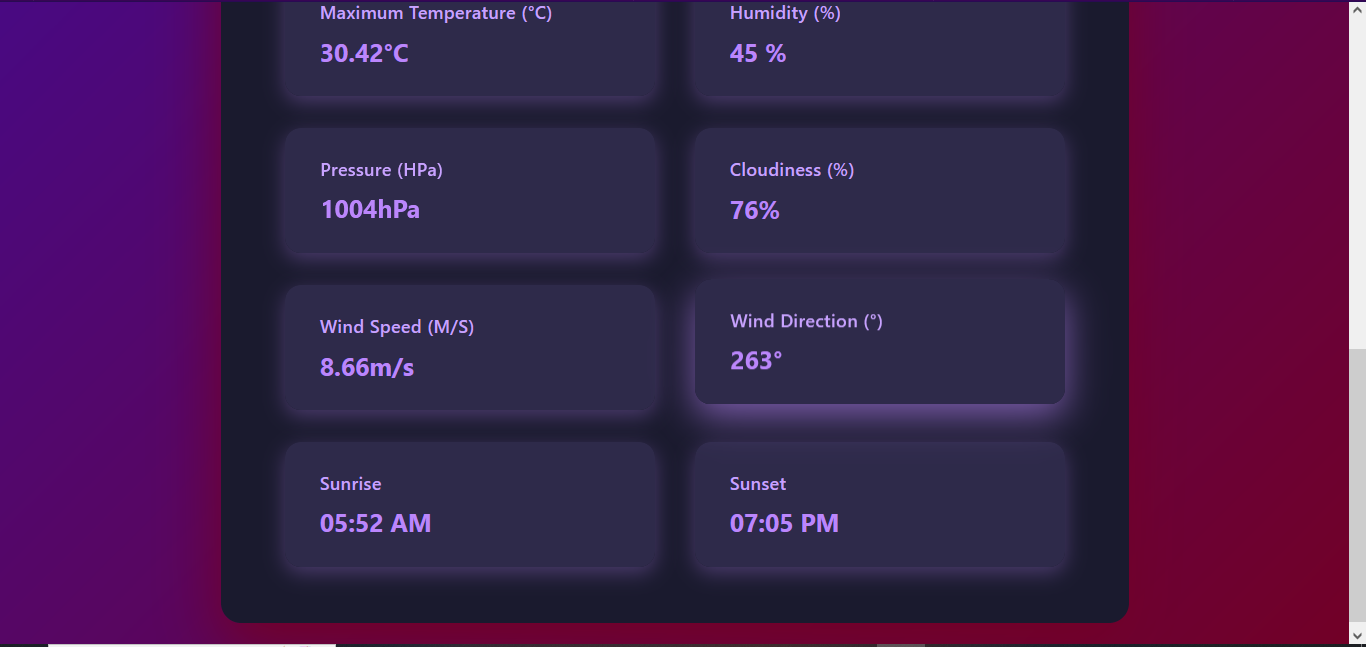 Maximum Temperature (°C)
30.42°C
Humidity (%)
45 %
Pressure (HPa)
1004hPa
Cloudiness (%)
76%
Wind Speed (M/S)
8.66m/s
Wind Direction (°)
263°
Sunrise
05:52 AM
Sunset
07:05 PM